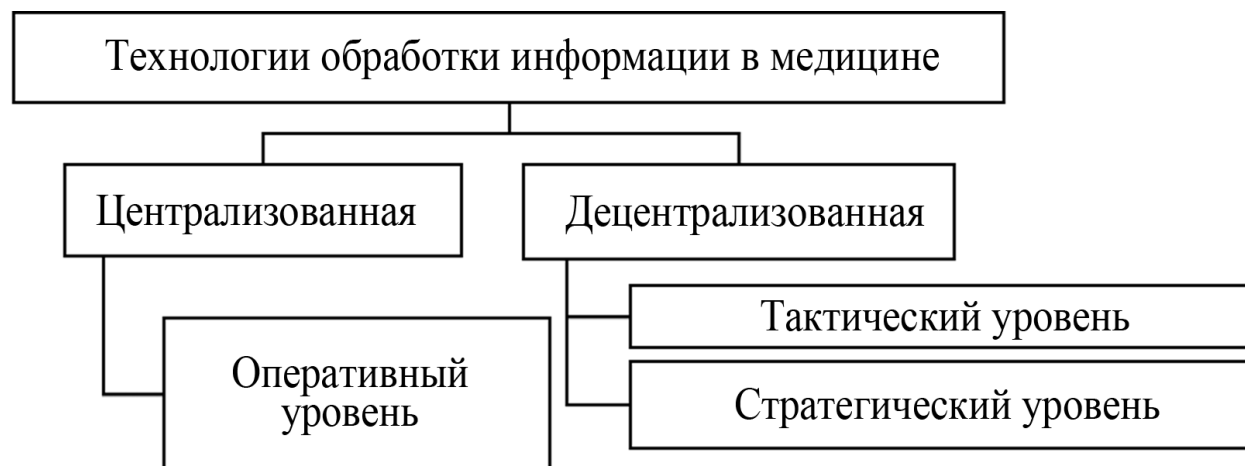 Технологии обработки информации в медицине
Централизованная
Децентрализованная
Оперативный
уровень
Тактический уровень
Стратегический уровень